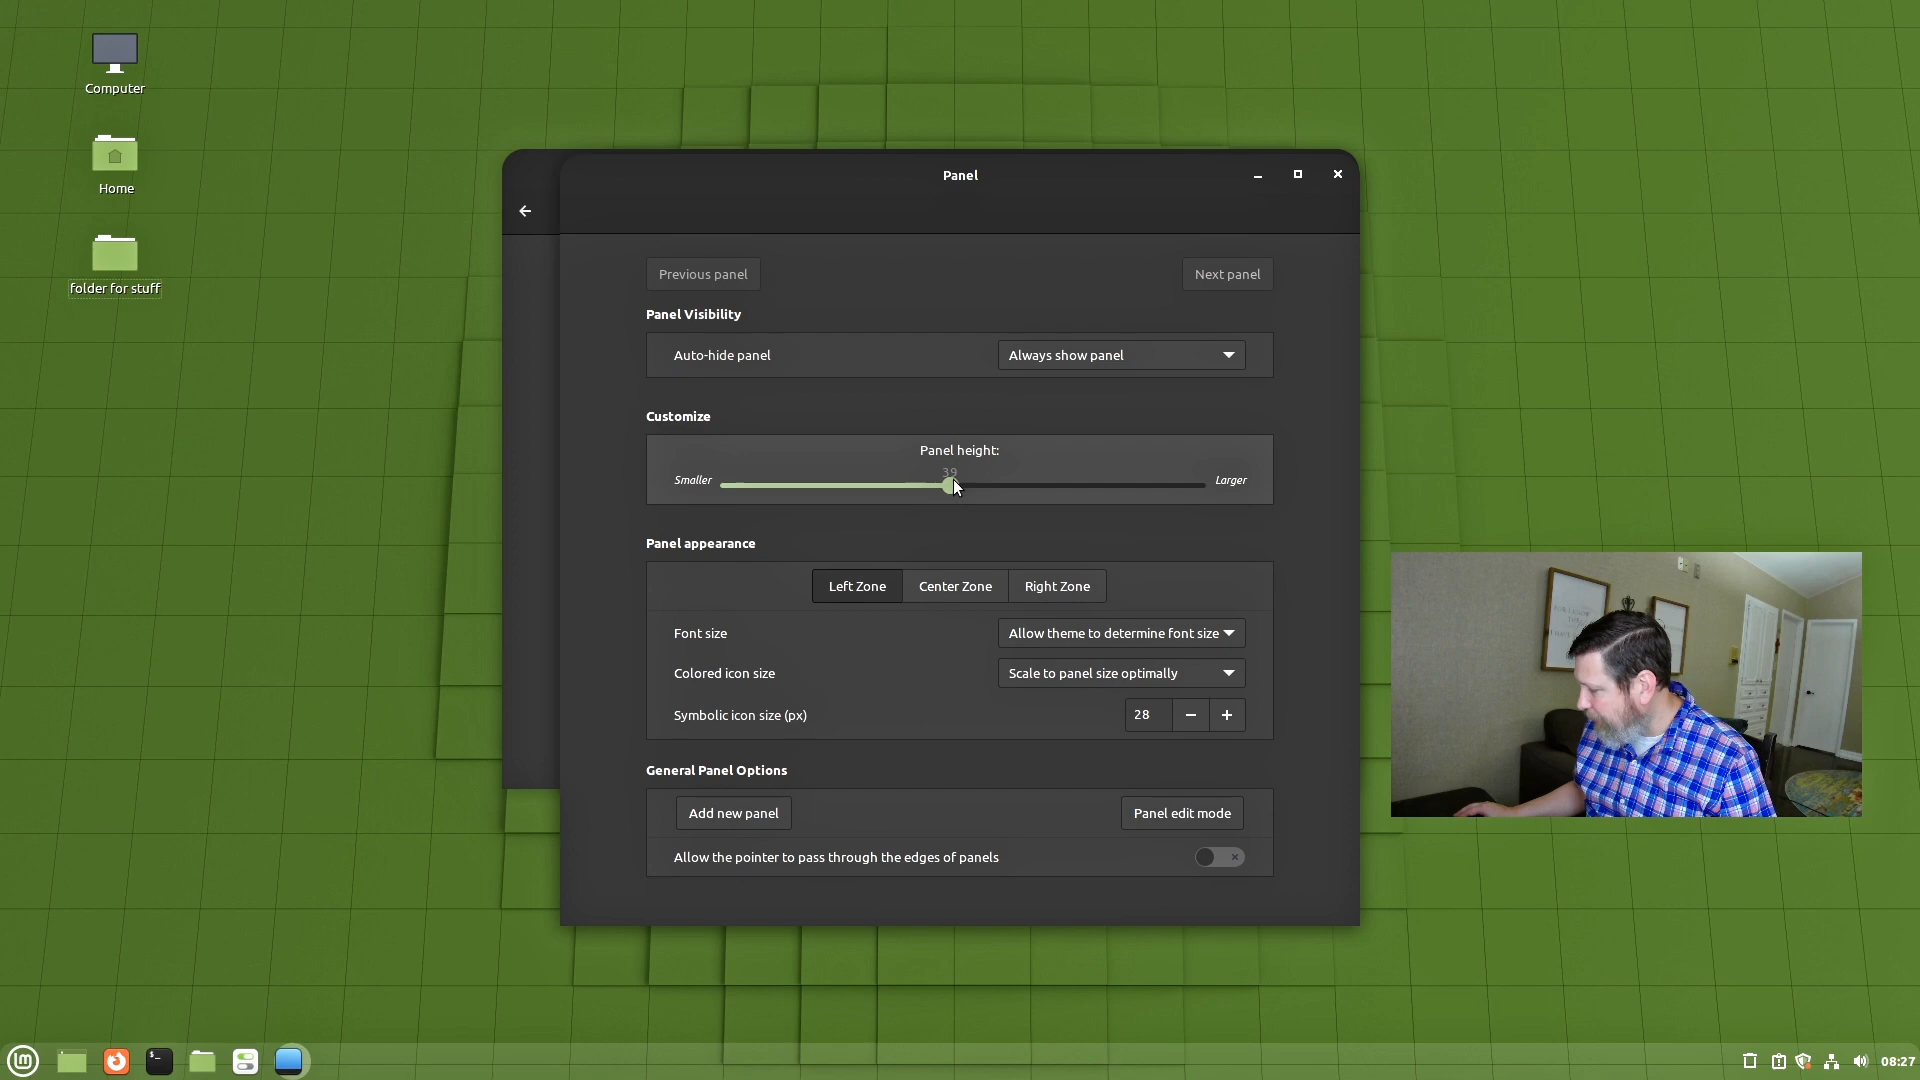 Computer
Home
folder for stuff
Panel
Previous panel
Next panel
Panel Visibility
Auto-hide panel
Always show panel
Customize
Panel height:
39
Smaller
Larger
Panel appearance
Left Zone
Center Zone
Right Zone
Font size
Allow theme to determine font size
Colored icon size
Scale to panel size optimally
Symbolic icon size (px)
28
General Panel Options
Add new panel
Panel edit mode
Allow the pointer to pass through the edges of panels
08:27